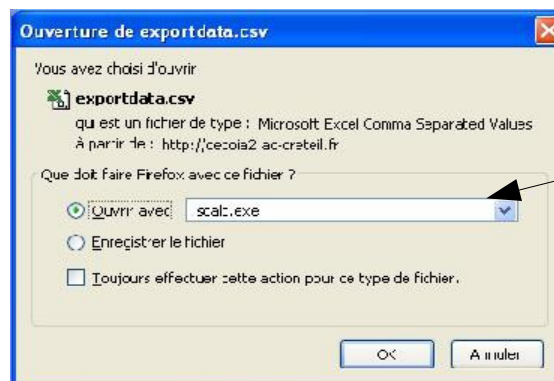 Ouverture de exportdata.csv
Vous avez choisi d'ouvrir
exportdata.csv
qui est un fichier de type : Microsoft Excel Comma Separated Values
à partir de : http://cecoia2.ac-creteil.fr
Que doit faire Firefox avec ce fichier ?
Ouvrir avec scalc.exe
Enregistrer le fichier
Toujours effectuer cette action pour ce type de fichier.
OK Annuler